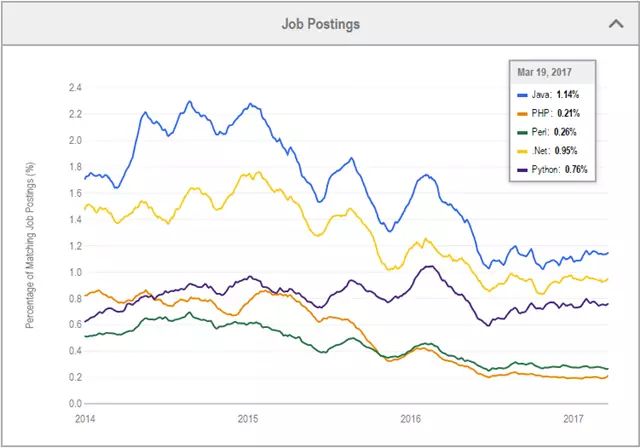 Job Postings
Mar 19, 2017
Java: 1.14%
PHP: 0.21%
Perl: 0.26%
.Net: 0.95%
Python: 0.76%
Percentage of Matching Job Postings (%)
2.4
2.2
2.0
1.8
1.6
1.4
1.2
1.0
0.8
0.6
0.4
0.2
0.0
2014
2015
2016
2017